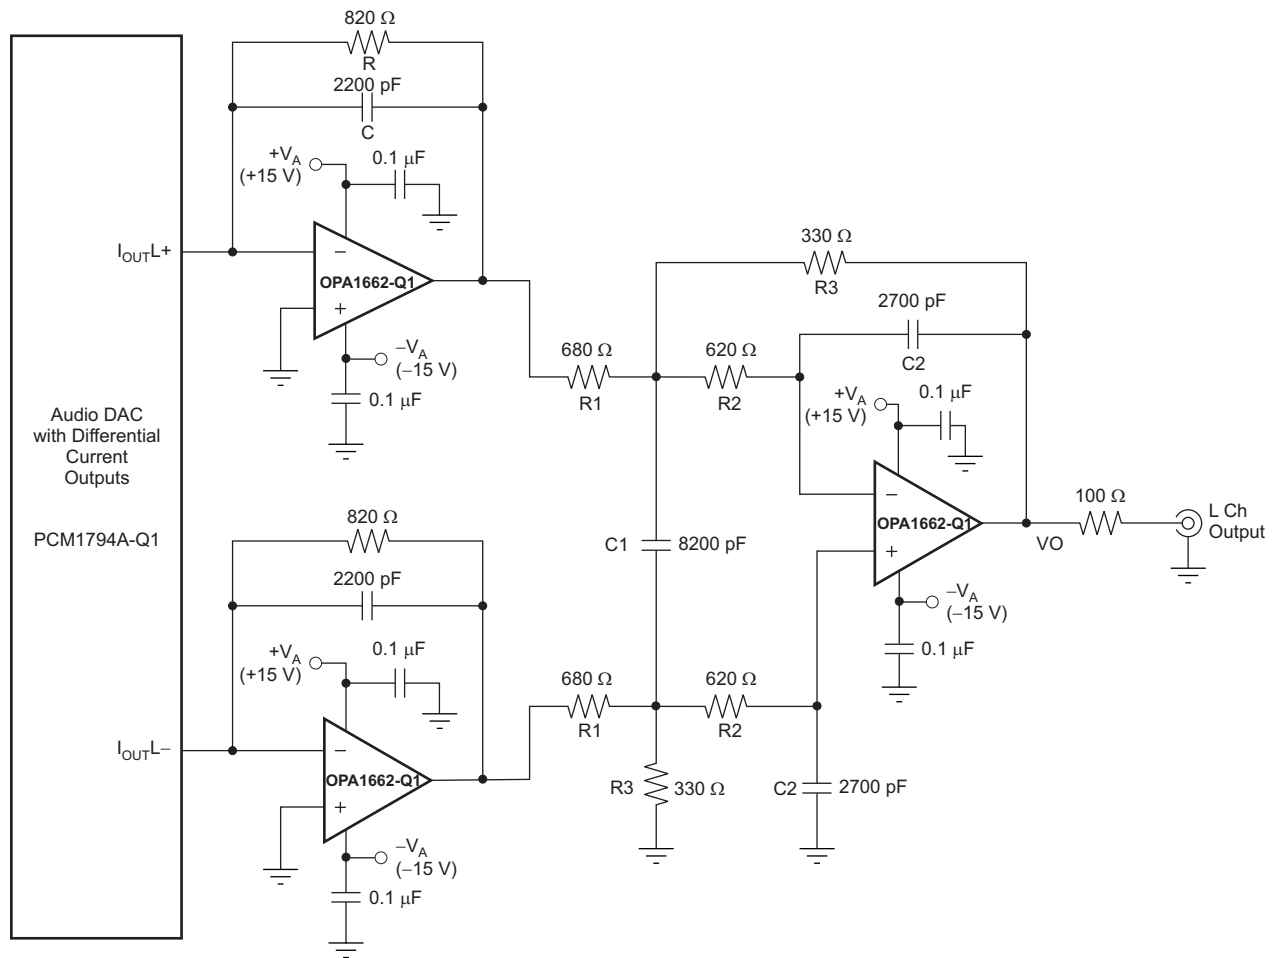 820 Ω
R
2200 pF
C
+VA
(+15 V)
0.1 μF
IOUTL+
−
OPA1662-Q1
+
−VA
(−15 V)
0.1 μF
330 Ω
R3
2700 pF
C2
680 Ω
R1
620 Ω
R2
+VA
(+15 V)
0.1 μF
Audio DAC
with Differential
Current
Outputs
PCM1794A-Q1
−
OPA1662-Q1
+
100 Ω
L Ch
Output
VO
C1
8200 pF
−VA
(−15 V)
0.1 μF
820 Ω
2200 pF
+VA
(+15 V)
0.1 μF
680 Ω
R1
620 Ω
R2
IOUTL−
−
OPA1662-Q1
+
R3
330 Ω
C2
2700 pF
−VA
(−15 V)
0.1 μF